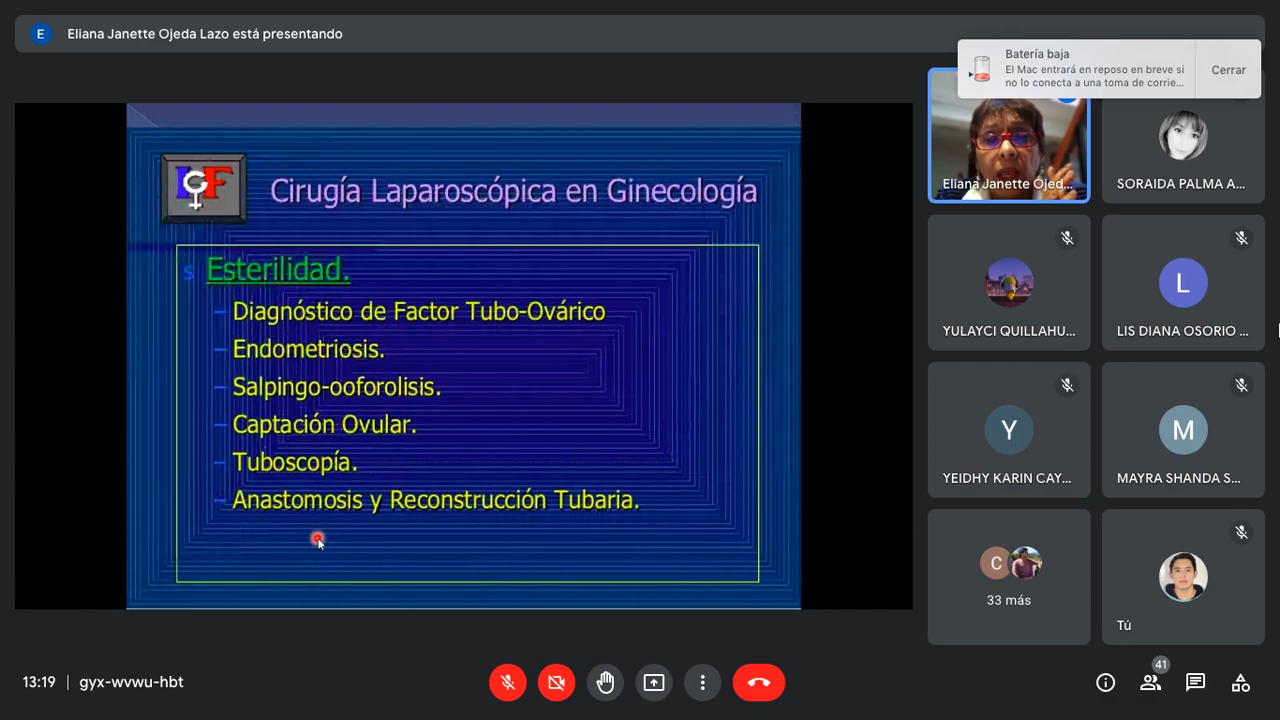 E
Eliana Janette Ojeda Lazo está presentando
Batería baja
El Mac entrará en reposo en breve si
no lo conecta a una toma de corrie...
Cerrar
Cirugía Laparoscópica en Ginecología
s Esterilidad.
– Diagnóstico de Factor Tubo-Ovárico
– Endometriosis.
– Salpingo-ooforolisis.
– Captación Ovular.
– Tuboscopía.
– Anastomosis y Reconstrucción Tubaria.
Eliana Janette Ojed...
SORAIDA PALMA A...
YULAYCI QUILLAHU...
L
LIS DIANA OSORIO ...
Y
YEIDHY KARIN CAY...
M
MAYRA SHANDA S...
C
33 más
Tú
13:19 | gyx-wvwu-hbt
41